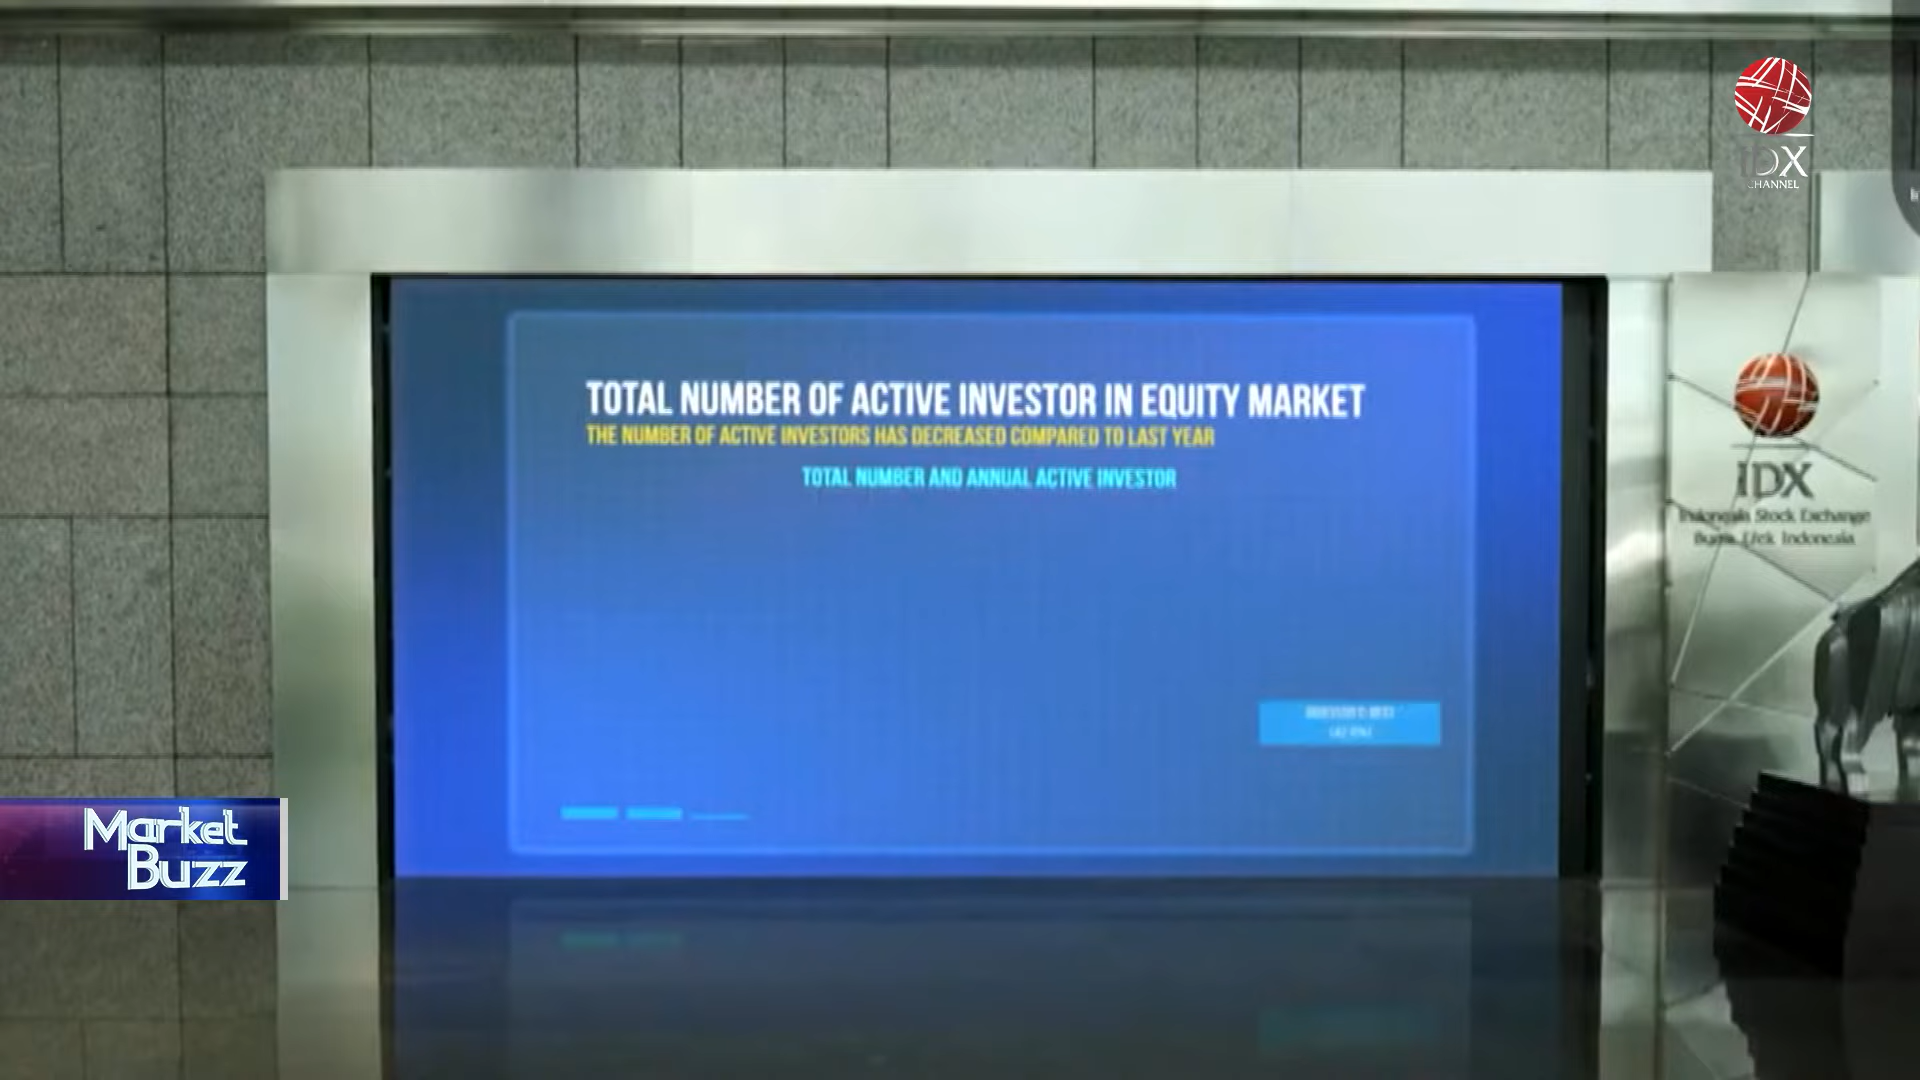 IDX
CHANNEL
TOTAL NUMBER OF ACTIVE INVESTOR IN EQUITY MARKET
THE NUMBER OF ACTIVE INVESTORS HAS DECREASED COMPARED TO LAST YEAR
TOTAL NUMBER AND ANNUAL ACTIVE INVESTOR
IDX
Indonesia Stock Exchange
Bursa Efek Indonesia
Market
Buzz